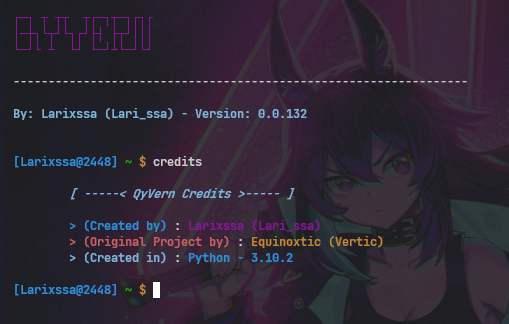 QYVERN
--------------------------------------------------------------
By: Larixssa (Lari_ssa) - Version: 0.0.132
[Larixssa@2448] ~ $ credits
[ -----< QyVern Credits >----- ]
> (Created by) : Larixssa (Lari_ssa)
> (Original Project by) : Equinoxtic (Vertic)
> (Created in) : Python - 3.10.2
[Larixssa@2448] ~ $